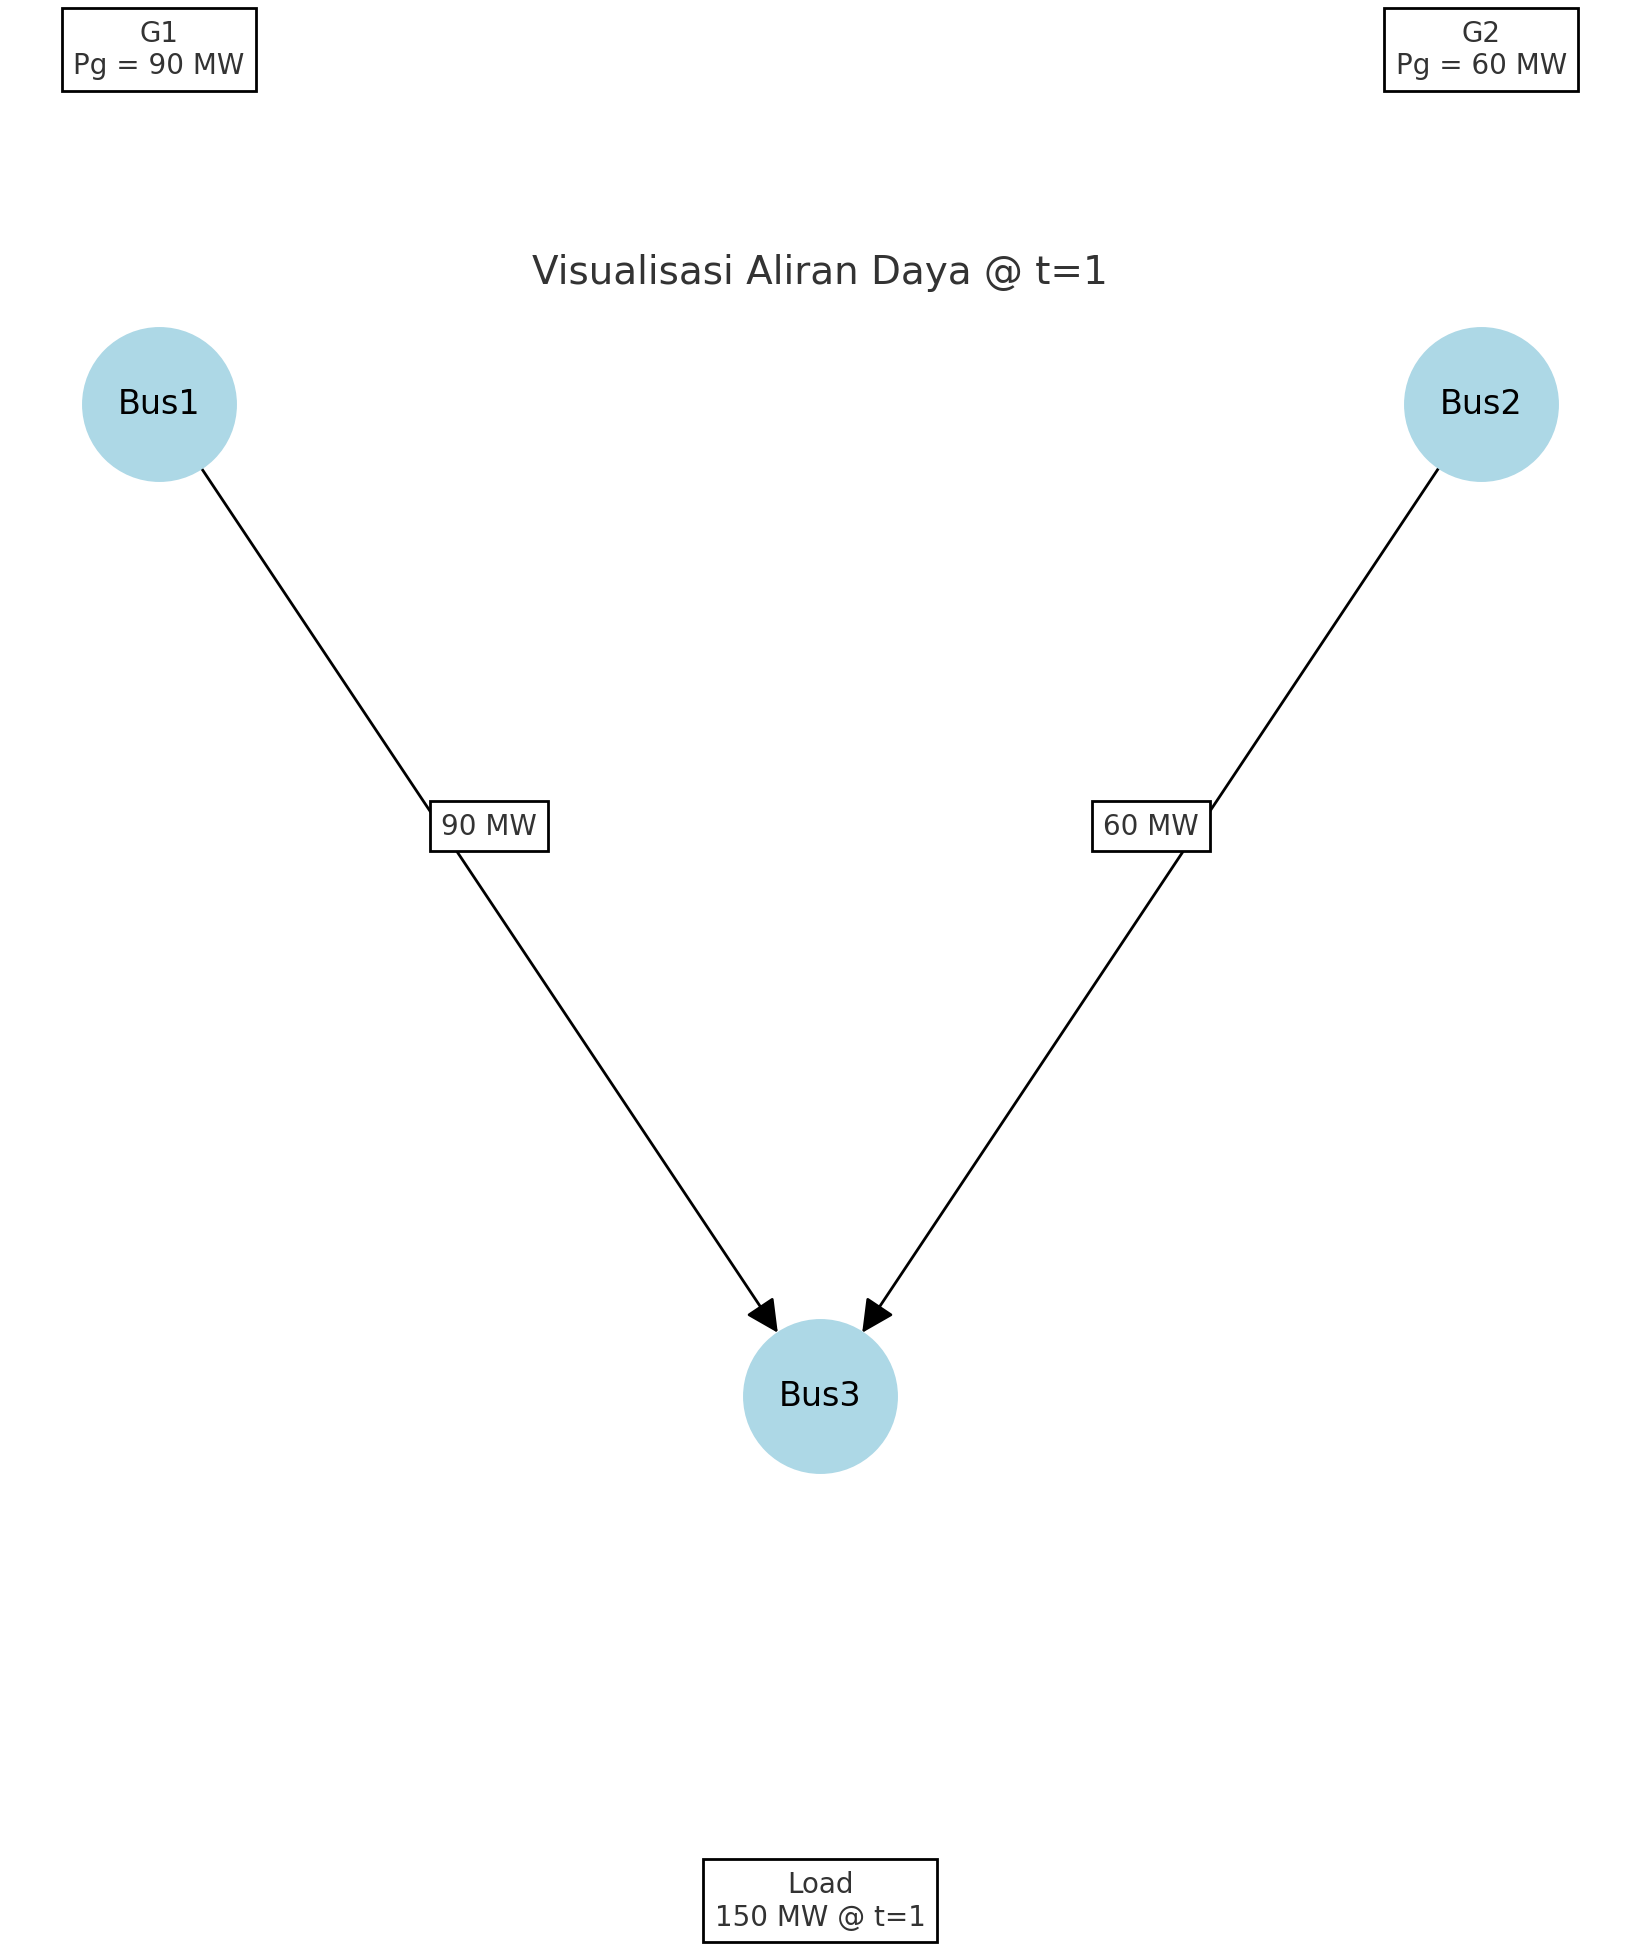 G1
Pg = 90 MW
G2
Pg = 60 MW
Visualisasi Aliran Daya @ t=1
Bus1
Bus2
90 MW
60 MW
Bus3
Load
150 MW @ t=1